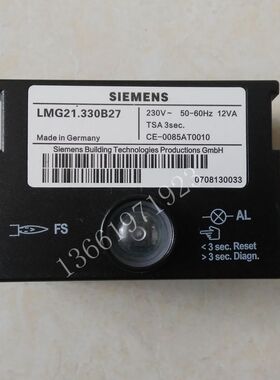 SIEMENS
LMG21.330B27
230V~ 50-60Hz 12VA
TSA 3sec.
Made in Germany
CE-0085AT0010
Siemens Building Technologies Productions GmbH
0708130033
13661971923
FS
AL
< 3 sec. Reset
> 3 sec. Diagn.